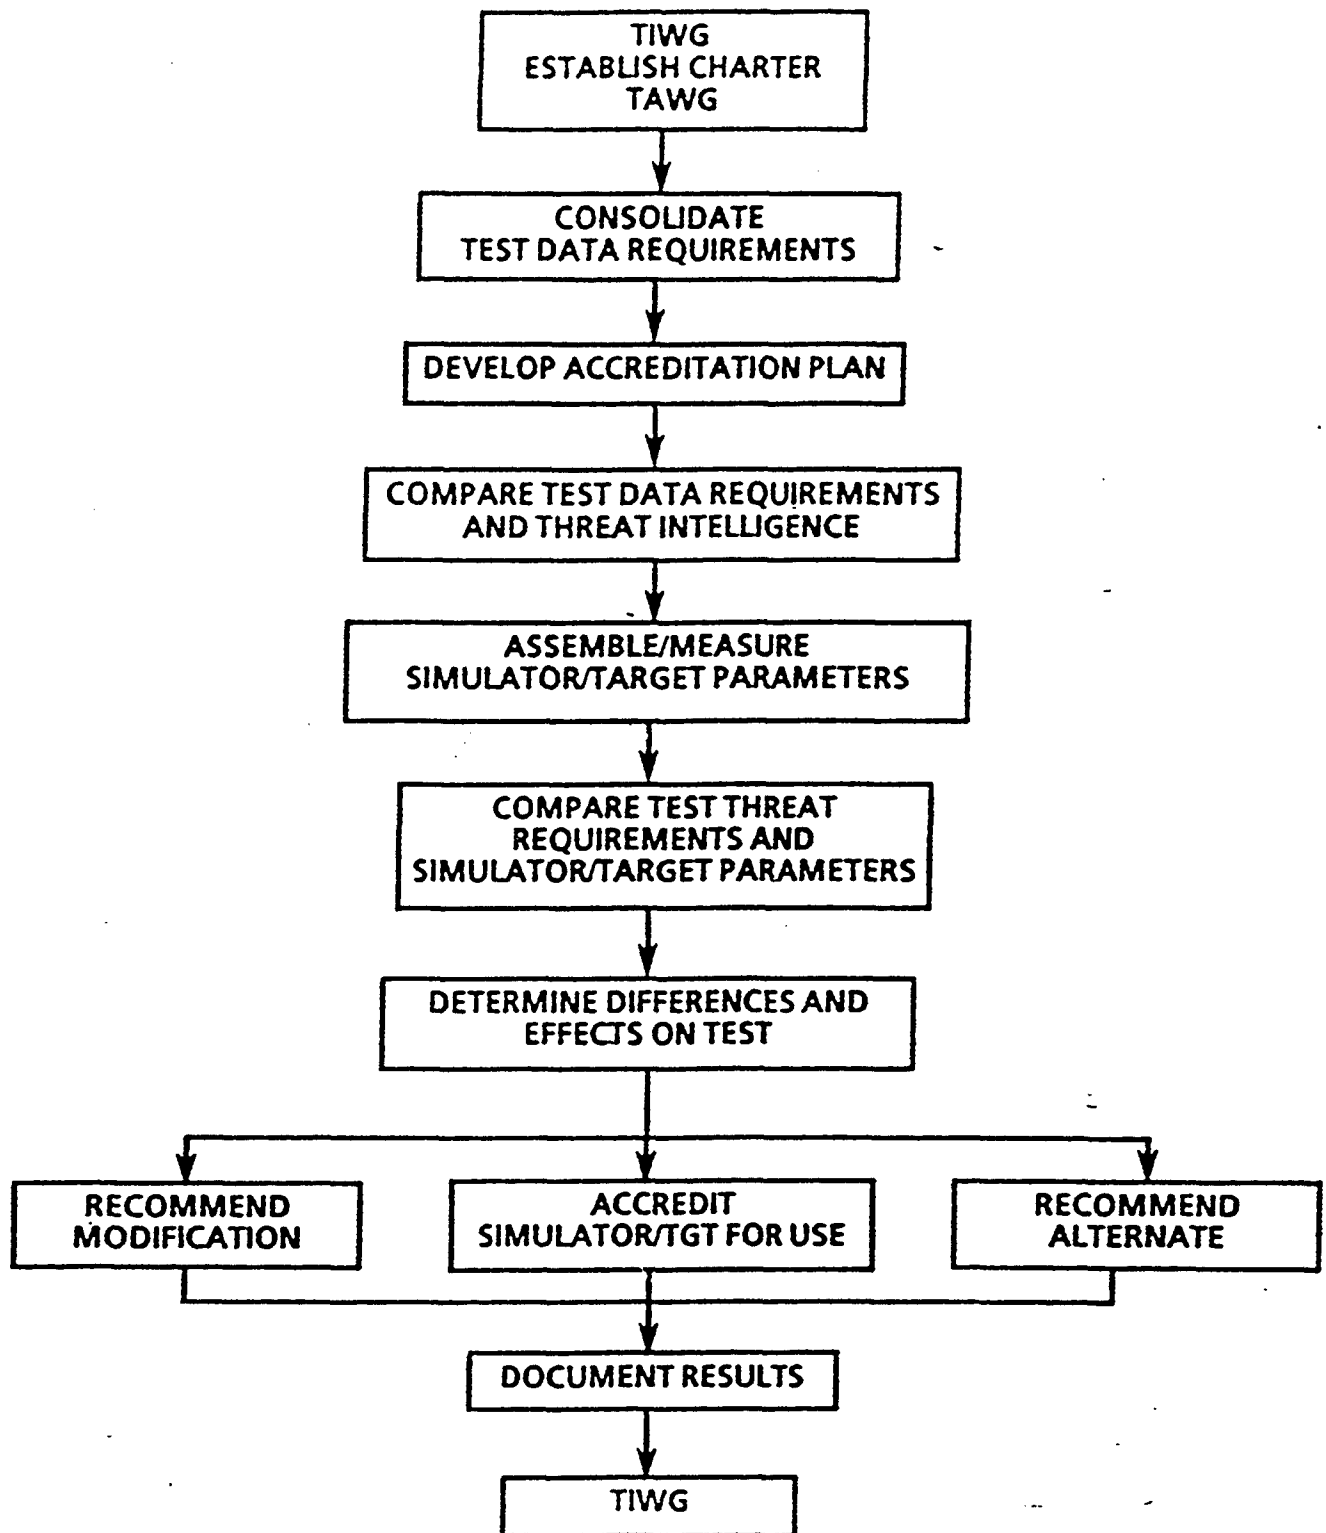 TIWG
ESTABLISH CHARTER
TAWG
CONSOLIDATE
TEST DATA REQUIREMENTS
DEVELOP ACCREDITATION PLAN
COMPARE TEST DATA REQUIREMENTS
AND THREAT INTELLIGENCE
ASSEMBLE/MEASURE
SIMULATOR/TARGET PARAMETERS
COMPARE TEST THREAT
REQUIREMENTS AND
SIMULATOR/TARGET PARAMETERS
DETERMINE DIFFERENCES AND
EFFECTS ON TEST
RECOMMEND
MODIFICATION
ACCREDIT
SIMULATOR/TGT FOR USE
RECOMMEND
ALTERNATE
DOCUMENT RESULTS
TIWG